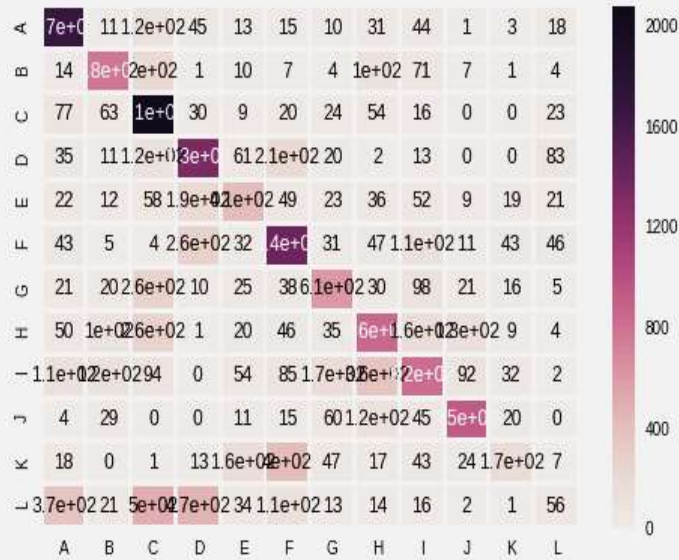 A 7e+0 11 1.2e+02 45 13 15 10 31 44 1 3 18
B 14 8e+0 2e+02 1 10 7 4 1e+02 71 7 1 4
C 77 63 1e+0 30 9 20 24 54 16 0 0 23
D 35 11 1.2e+0 3e+0 61 2.1e+02 20 2 13 0 0 83
E 22 12 58 1.9e+02 4.1e+02 49 23 36 52 9 19 21
F 43 5 4 2.6e+02 32 4e+0 31 47 1.1e+02 11 43 46
G 21 20 2.6e+02 10 25 38 6.1e+02 30 98 21 16 5
H 50 1e+02 2.6e+02 1 20 46 35 6e+0 1.6e+02 1.3e+02 9 4
I 1.1e+02 1.2e+02 94 0 54 85 1.7e+02 3.6e+02 2e+0 92 32 2
J 4 29 0 0 11 15 60 1.2e+02 45 5e+0 20 0
K 18 0 1 13 1.6e+02 4e+02 47 17 43 24 1.7e+02 7
L 3.7e+02 21 5e+02 4.7e+02 34 1.1e+02 13 14 16 2 1 56
A B C D E F G H I J K L
2000
1600
1200
800
400
0